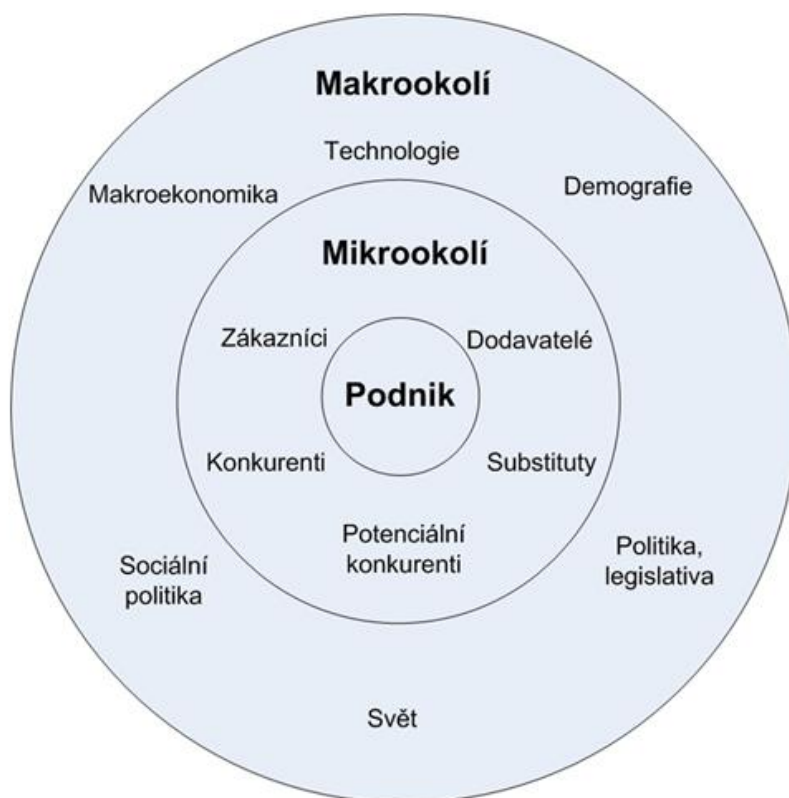 Makrookolí
Technologie
Makroekonomika
Demografie
Mikrookolí
Zákazníci
Dodavatelé
Podnik
Konkurenti
Substituty
Potenciální
konkurenti
Sociální
politika
Politika,
legislativa
Svět